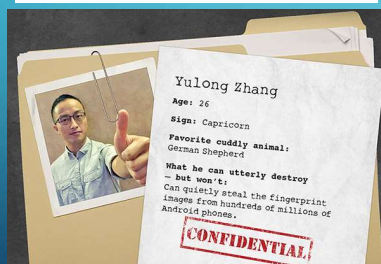 Yulong Zhang
Age: 26
Sign: Capricorn
Favorite cuddly animal:
German Shepherd
What he can utterly destroy
— but won't:
Can quietly steal the fingerprint
images from hundreds of millions of
Android phones.
CONFIDENTIAL